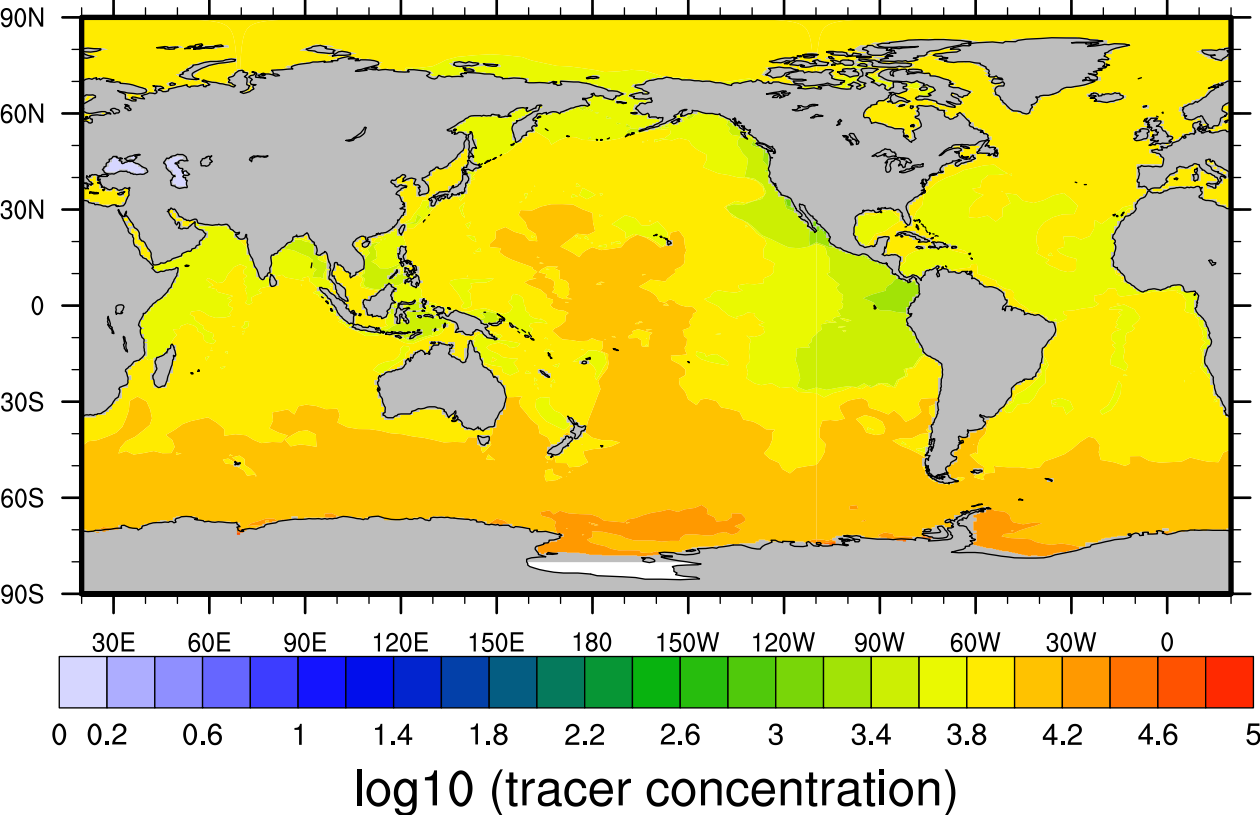 90N
60N
30N
0
30S
60S
90S
30E 60E 90E 120E 150E 180 150W 120W 90W 60W 30W 0
0 0.2 0.6 1 1.4 1.8 2.2 2.6 3 3.4 3.8 4.2 4.6 5
log10 (tracer concentration)